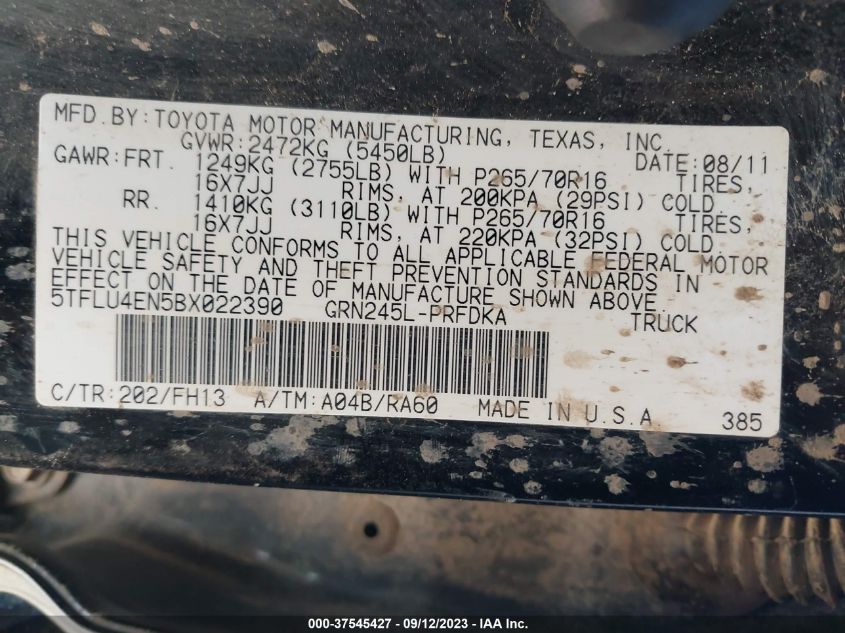 MFD. BY: TOYOTA MOTOR MANUFACTURING, TEXAS, INC.
GVWR: 2472KG (5450LB) DATE: 08/11
GAWR: FRT. 1249KG (2755LB) WITH P265/70R16 TIRES,
16X7JJ RIMS, AT 200KPA (29PSI) COLD
RR. 1410KG (3110LB) WITH P265/70R16 TIRES,
16X7JJ RIMS, AT 220KPA (32PSI) COLD
THIS VEHICLE CONFORMS TO ALL APPLICABLE FEDERAL MOTOR
VEHICLE SAFETY AND THEFT PREVENTION STANDARDS IN
EFFECT ON THE DATE OF MANUFACTURE SHOWN ABOVE.
5TFLU4EN5BX022390 GRN245L-PRFDKA TRUCK
C/TR: 202/FH13 A/TM: A04B/RA60 MADE IN U.S.A 385
000-37545427 - 09/12/2023 - IAA Inc.